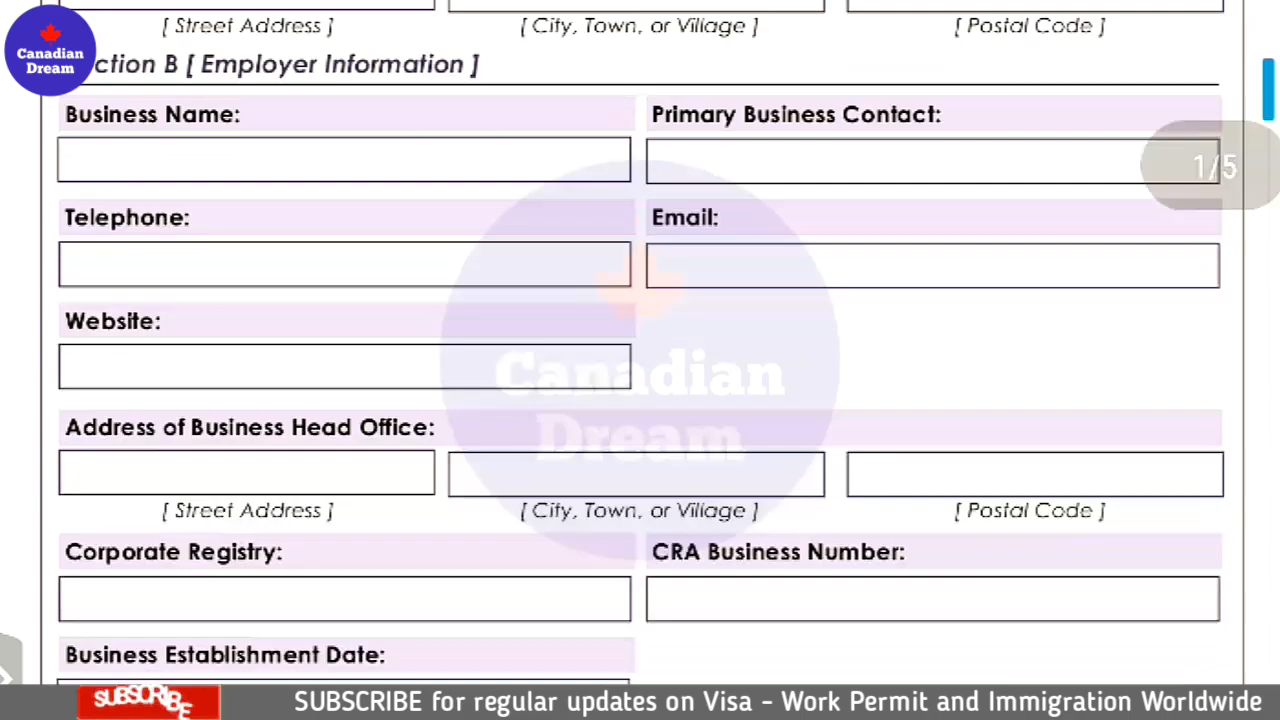 [ Street Address ] [ City, Town, or Village ] [ Postal Code ]
Canadian
Dream
ction B [ Employer Information ]
Business Name: Primary Business Contact:
1/5
Telephone: Email:
Website:
Canadian
Dream
Address of Business Head Office:
[ Street Address ] [ City, Town, or Village ] [ Postal Code ]
Corporate Registry: CRA Business Number:
Business Establishment Date:
SUBSCRIBE SUBSCRIBE for regular updates on Visa - Work Permit and Immigration Worldwide